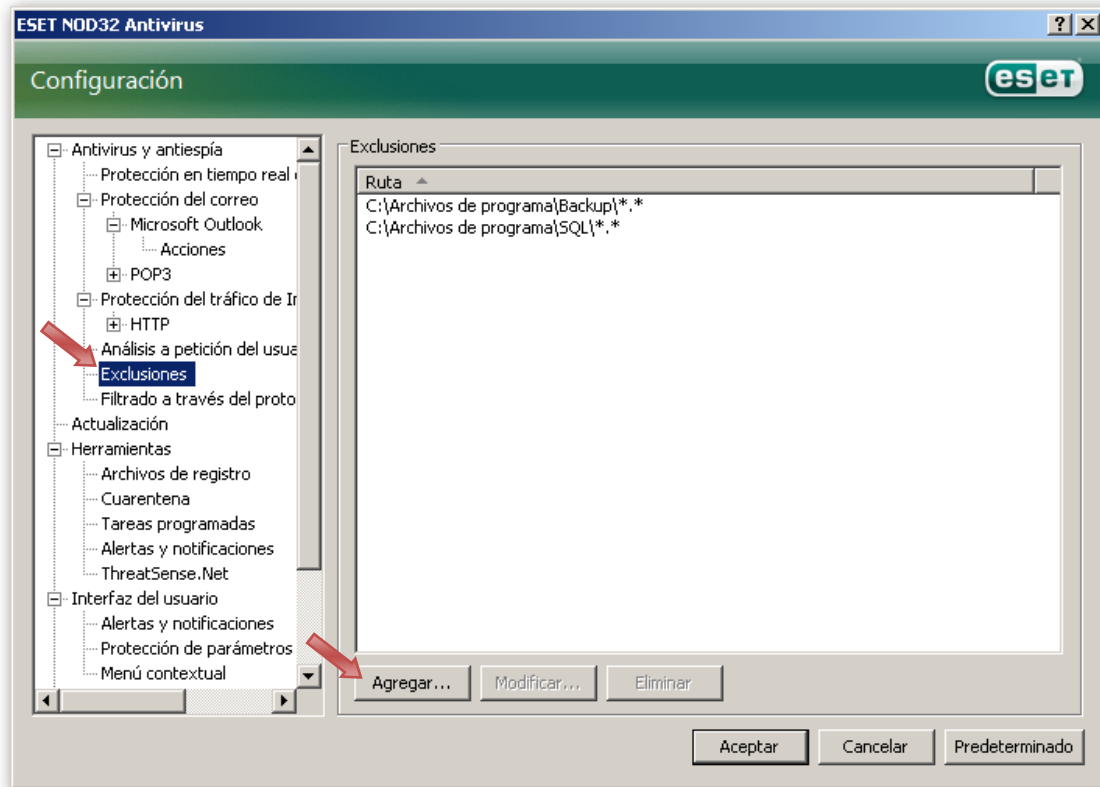 ESET NOD32 Antivirus
Configuración
eset
Antivirus y antiespía
Protección en tiempo real
Protección del correo
Microsoft Outlook
Acciones
POP3
Protección del tráfico de
HTTP
Análisis a petición del
Exclusiones
Filtrado a través del
Actualización
Herramientas
Archivos de registro
Cuarentena
Tareas programadas
Alertas y notificaciones
ThreatSense.Net
Interfaz del usuario
Alertas y notificaciones
Protección de parámetros
Menú contextual
Exclusiones
Ruta
C:\Archivos de programa\Backup\*.*
C:\Archivos de programa\SQL\*.*
Agregar... Modificar... Eliminar
Aceptar Cancelar Predeterminado